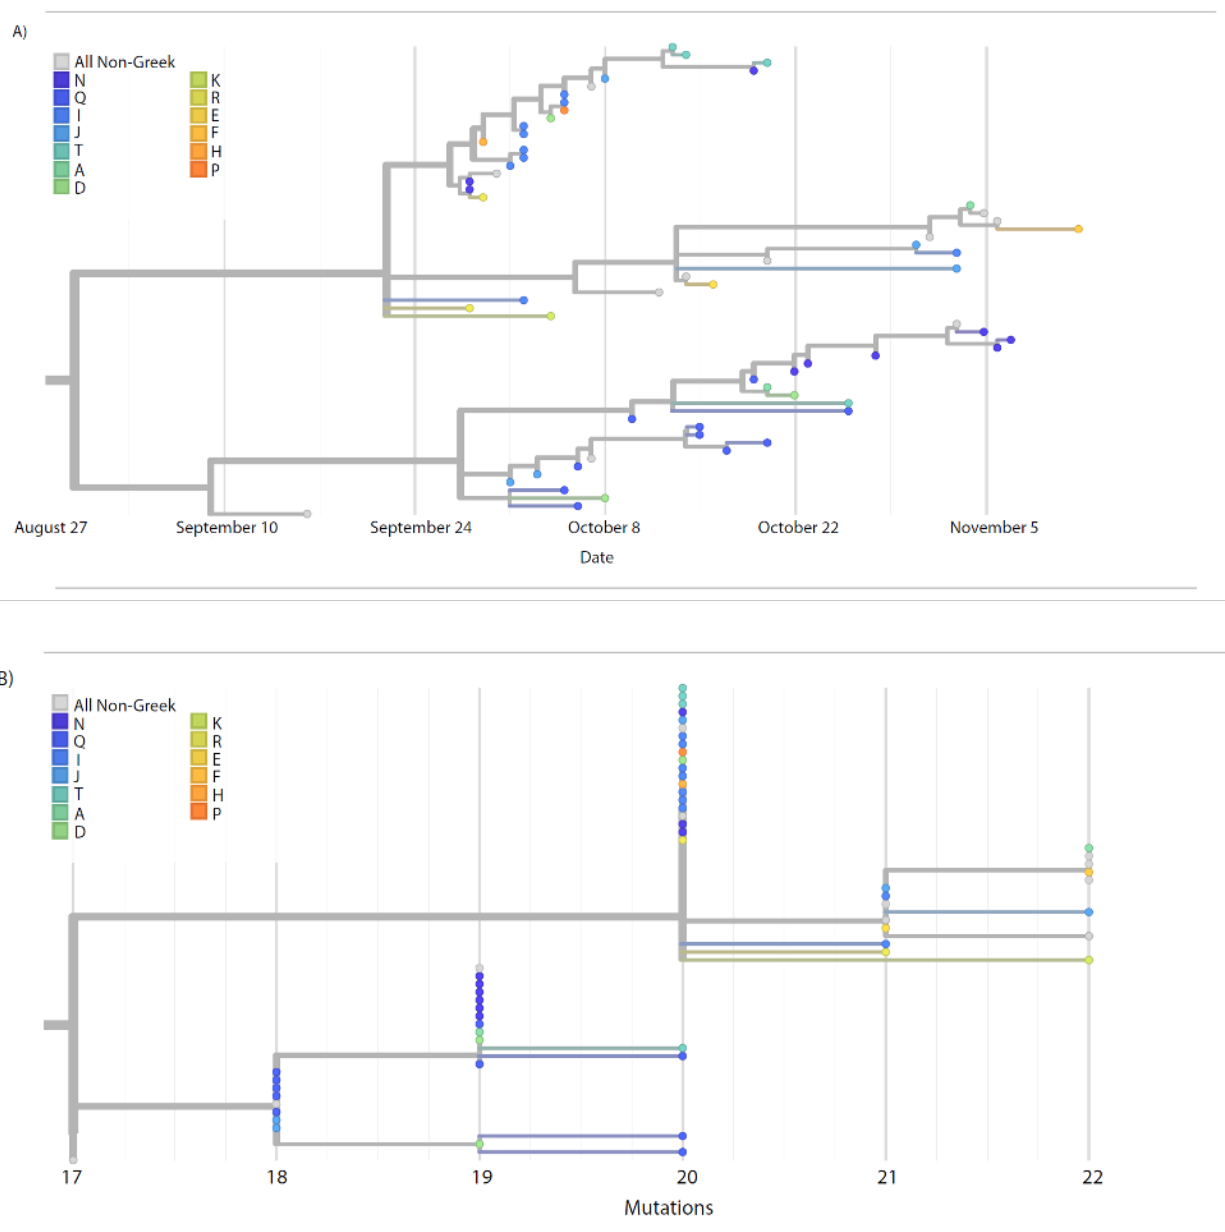 A)
All Non-Greek
N
Q
I
J
T
A
D
K
R
E
F
H
P
August 27
September 10
September 24
October 8
October 22
November 5
Date
B)
All Non-Greek
N
Q
I
J
T
A
D
K
R
E
F
H
P
17
18
19
20
21
22
Mutations